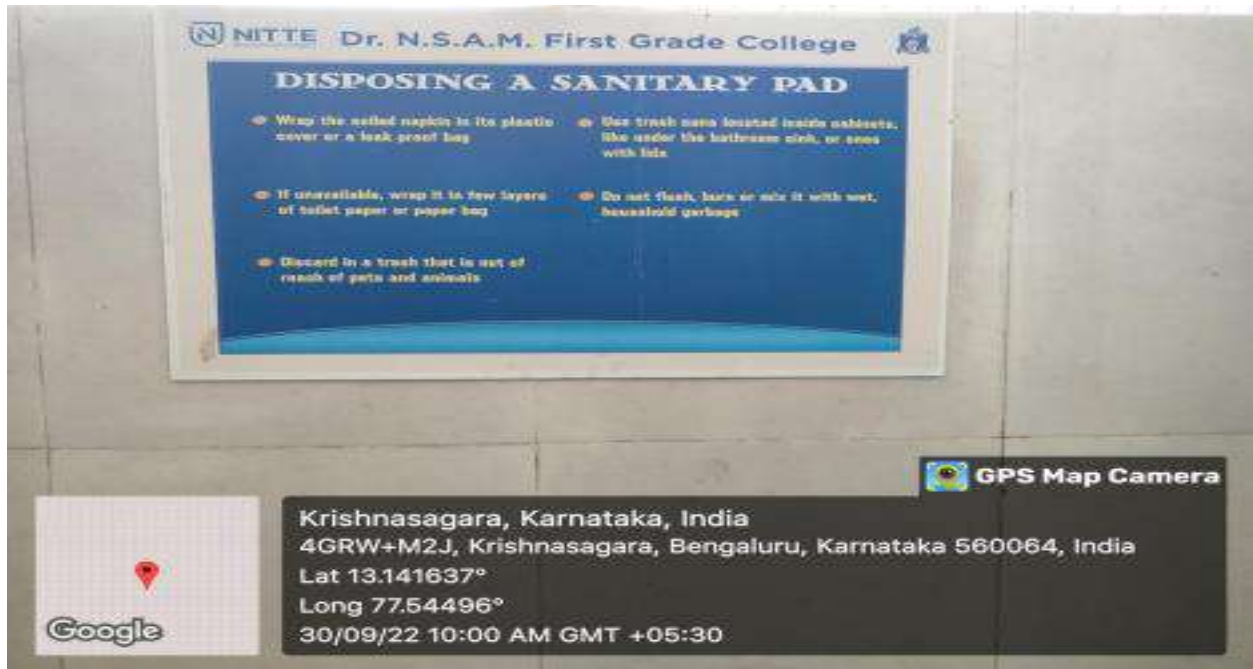 NITTE Dr. N.S.A.M. First Grade College
DISPOSING A SANITARY PAD
Wrap the soiled napkin in its plastic
cover or a leak proof bag
If unavailable, wrap it in few layers
of toilet paper or paper bag
Discard in a trash that is out of
reach of pets and animals
Use trash cans located inside cabinets,
like under the bathroom sink, or ones
with lids
Do not flush, burn or mix it with wet,
household garbage
GPS Map Camera
Krishnasagara, Karnataka, India
4GRW+M2J, Krishnasagara, Bengaluru, Karnataka 560064, India
Lat 13.141637°
Long 77.54496°
30/09/22 10:00 AM GMT +05:30
Google